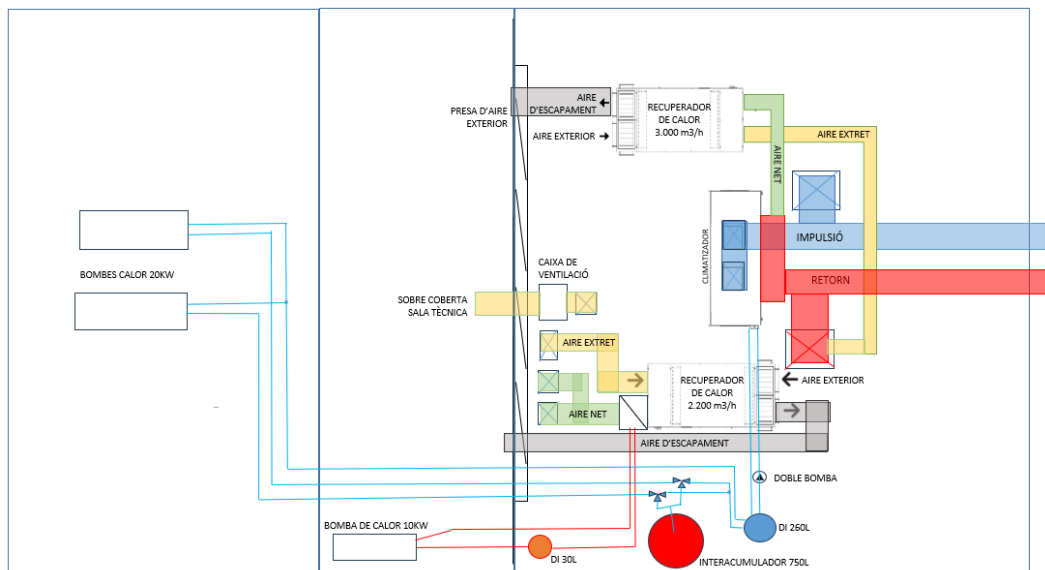 AIRE
D'ESCAPAMENT
RECUPERADOR
DE CALOR
3.000 m3/h
PRESA D'AIRE
EXTERIOR
AIRE EXTERIOR
AIRE EXTRET
AIRE NET
CLIMATIZADOR
IMPULSIÓ
RETORN
BOMBES CALOR 20KW
CAIXA DE
VENTILACIÓ
SOBRE COBERTA
SALA TÈCNICA
AIRE EXTRET
RECUPERADOR
DE CALOR
2.200 m3/h
AIRE EXTERIOR
AIRE NET
AIRE D'ESCAPAMENT
DOBLE BOMBA
BOMBA DE CALOR 10KW
DI 260L
DI 30L
INTERACUMULADOR 750L